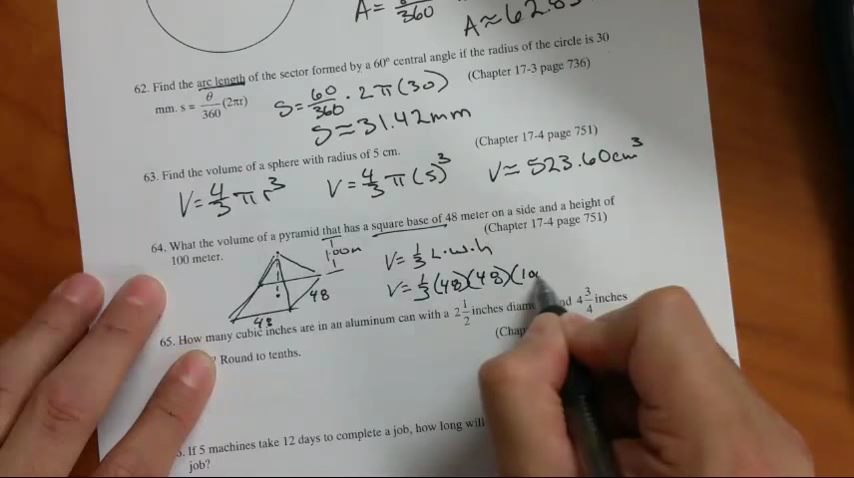 A = 360
A ≈ 62.83
62. Find the arc length of the sector formed by a 60° central angle if the radius of the circle is 30
mm. s = θ/360 (2πr)
(Chapter 17-3 page 736)
S = 60/360 · 2π(30)
S ≈ 31.42mm
63. Find the volume of a sphere with radius of 5 cm.
(Chapter 17-4 page 751)
V = 4/3 π r³
V = 4/3 π (5)³
V ≈ 523.60cm³
64. What the volume of a pyramid that has a square base of 48 meter on a side and a height of
100 meter.
(Chapter 17-4 page 751)
100m
48
48
V = 1/3 L·w·h
V = 1/3 (48)(48)(10
65. How many cubic inches are in an aluminum can with a 2 1/2 inches diam nd 4 3/4 inches
? Round to tenths.
(Chap
. If 5 machines take 12 days to complete a job, how long will
job?